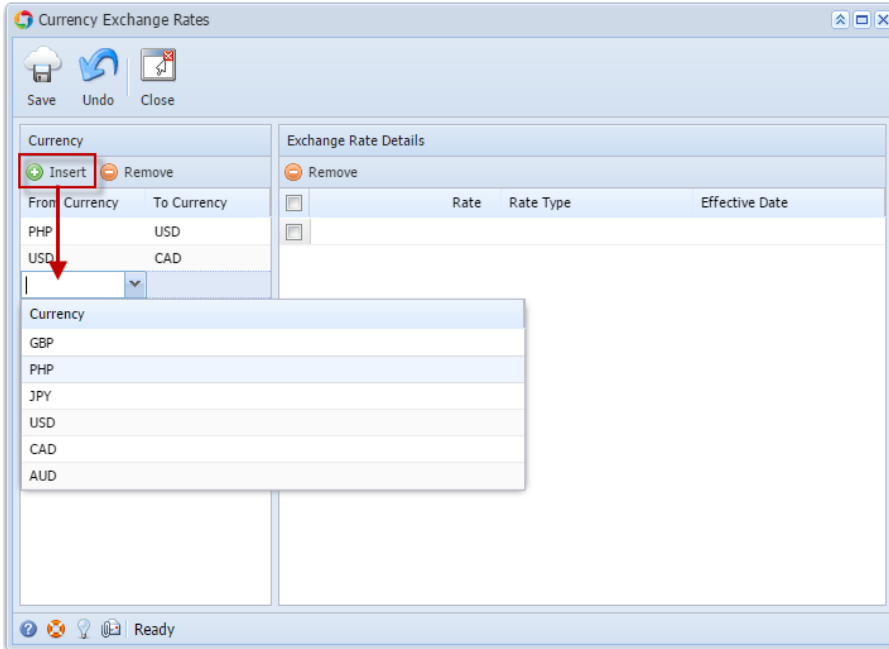 Currency Exchange Rates
Save Undo Close
Currency Exchange Rate Details
Insert Remove Remove
From Currency To Currency Rate Rate Type Effective Date
PHP USD
USD CAD
Currency
GBP
PHP
JPY
USD
CAD
AUD
Ready